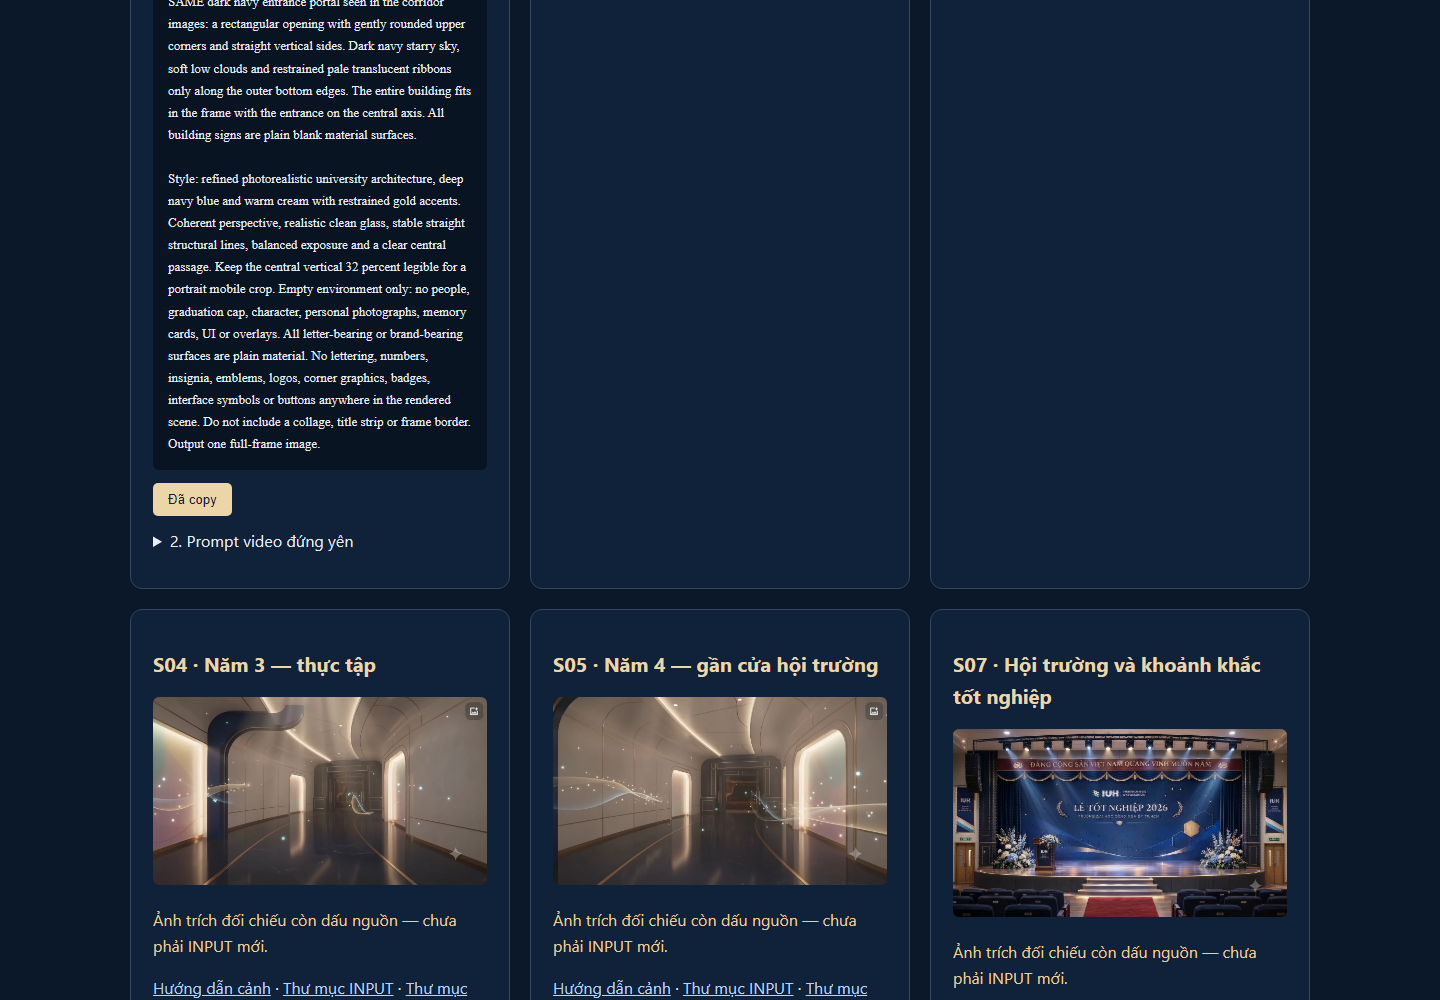 SAME dark navy entrance portal seen in the corridor
images: a rectangular opening with gently rounded upper
corners and straight vertical sides. Dark navy starry sky,
soft low clouds and restrained pale translucent ribbons
only along the outer bottom edges. The entire building fits
in the frame with the entrance on the central axis. All
building signs are plain blank material surfaces.
Style: refined photorealistic university architecture, deep
navy blue and warm cream with restrained gold accents.
Coherent perspective, realistic clean glass, stable straight
structural lines, balanced exposure and a clear central
passage. Keep the central vertical 32 percent legible for a
portrait mobile crop. Empty environment only: no people,
graduation cap, character, personal photographs, memory
cards, UI or overlays. All letter-bearing or brand-bearing
surfaces are plain material. No lettering, numbers,
insignia, emblems, logos, corner graphics, badges,
interface symbols or buttons anywhere in the rendered
scene. Do not include a collage, title strip or frame border.
Output one full-frame image.
Đã copy
2. Prompt video đứng yên
S04 · Năm 3 — thực tập
Ảnh trích đối chiếu còn dấu nguồn — chưa
phải INPUT mới.
Hướng dẫn cảnh · Thư mục INPUT · Thư mục
S05 · Năm 4 — gần cửa hội trường
Ảnh trích đối chiếu còn dấu nguồn — chưa
phải INPUT mới.
Hướng dẫn cảnh · Thư mục INPUT · Thư mục
S07 · Hội trường và khoảnh khắc
tốt nghiệp
ĐẢNG CỘNG SẢN VIỆT NAM QUANG VINH MUÔN NĂM
IUH
LỄ TỐT NGHIỆP 2026
IUH
IUH
Ảnh trích đối chiếu còn dấu nguồn — chưa
phải INPUT mới.